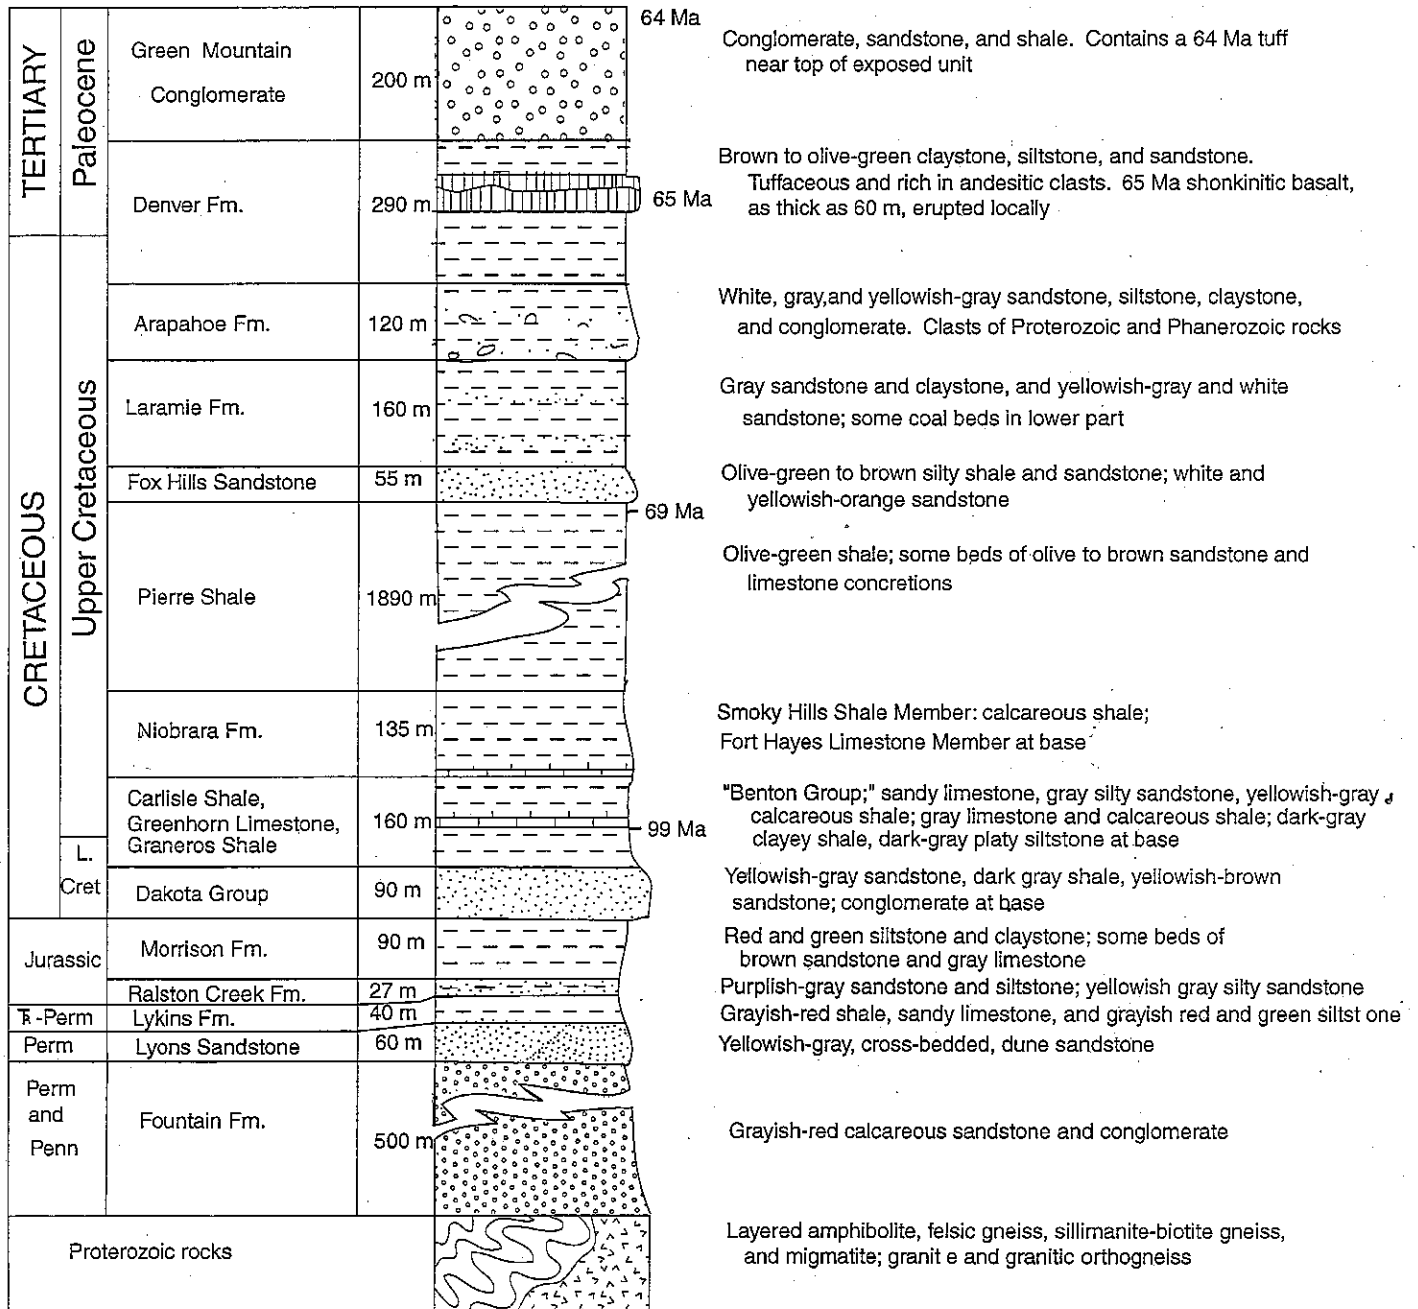 64 Ma
TERTIARY
Paleocene
Green Mountain
Conglomerate
200 m
Conglomerate, sandstone, and shale. Contains a 64 Ma tuff
near top of exposed unit
Denver Fm.
290 m
65 Ma
Brown to olive-green claystone, siltstone, and sandstone.
Tuffaceous and rich in andesitic clasts. 65 Ma shonkinitic basalt,
as thick as 60 m, erupted locally
CRETACEOUS
Upper Cretaceous
Arapahoe Fm.
120 m
White, gray,and yellowish-gray sandstone, siltstone, claystone,
and conglomerate. Clasts of Proterozoic and Phanerozoic rocks
Laramie Fm.
160 m
Gray sandstone and claystone, and yellowish-gray and white
sandstone; some coal beds in lower part
Fox Hills Sandstone
55 m
Olive-green to brown silty shale and sandstone; white and
yellowish-orange sandstone
69 Ma
Pierre Shale
1890 m
Olive-green shale; some beds of olive to brown sandstone and
limestone concretions
Niobrara Fm.
135 m
Smoky Hills Shale Member: calcareous shale;
Fort Hayes Limestone Member at base
Carlisle Shale,
Greenhorn Limestone,
Graneros Shale
160 m
99 Ma
"Benton Group;" sandy limestone, gray silty sandstone, yellowish-gray
calcareous shale; gray limestone and calcareous shale; dark-gray
clayey shale, dark-gray platy siltstone at base
L.
Cret
Dakota Group
90 m
Yellowish-gray sandstone, dark gray shale, yellowish-brown
sandstone; conglomerate at base
Jurassic
Morrison Fm.
90 m
Red and green siltstone and claystone; some beds of
brown sandstone and gray limestone
Ralston Creek Fm.
27 m
Purplish-gray sandstone and siltstone; yellowish gray silty sandstone
TR-Perm
Lykins Fm.
40 m
Grayish-red shale, sandy limestone, and grayish red and green siltst one
Perm
Lyons Sandstone
60 m
Yellowish-gray, cross-bedded, dune sandstone
Perm
and
Penn
Fountain Fm.
500 m
Grayish-red calcareous sandstone and conglomerate
Proterozoic rocks
Layered amphibolite, felsic gneiss, sillimanite-biotite gneiss,
and migmatite; granit e and granitic orthogneiss